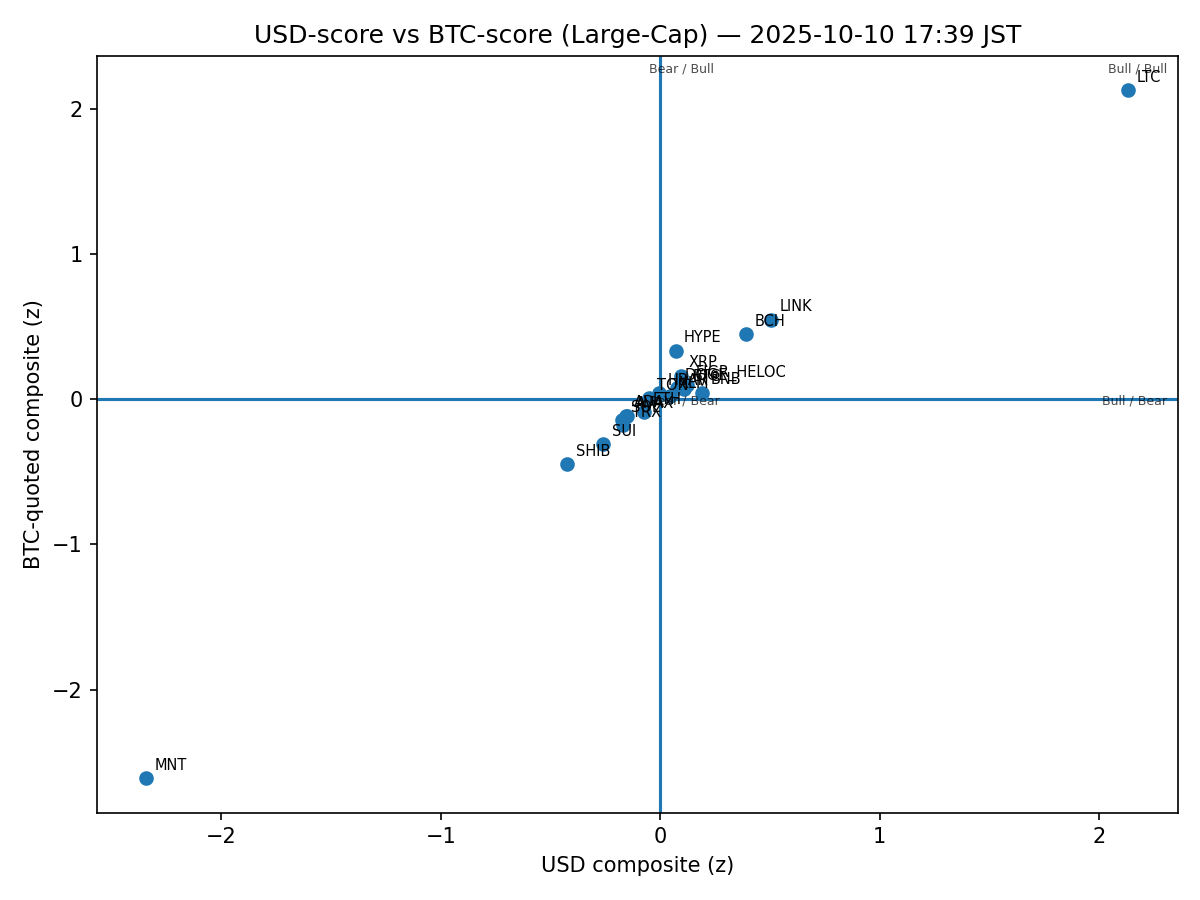 USD-score vs BTC-score (Large-Cap) — 2025-10-10 17:39 JST
Bear / Bull
Bull / Bull
LTC
LINK
BCH
HYPE
XRP
HELOC
BNB
/ Bear
Bull / Bear
SUI
SHIB
MNT
2
1
0
−1
−2
−2
−1
0
1
2
BTC-quoted composite (z)
USD composite (z)